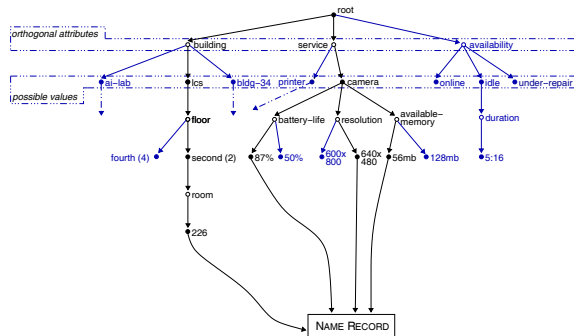 root
orthogonal attributes
building
service
availability
ai-lab
lcs
bldg-34
printer
camera
online
idle
under-repair
possible values
floor
battery-life
resolution
available-
memory
duration
fourth (4)
second (2)
87%
50%
600x
800
640x
480
56mb
128mb
5:16
room
226
NAME RECORD